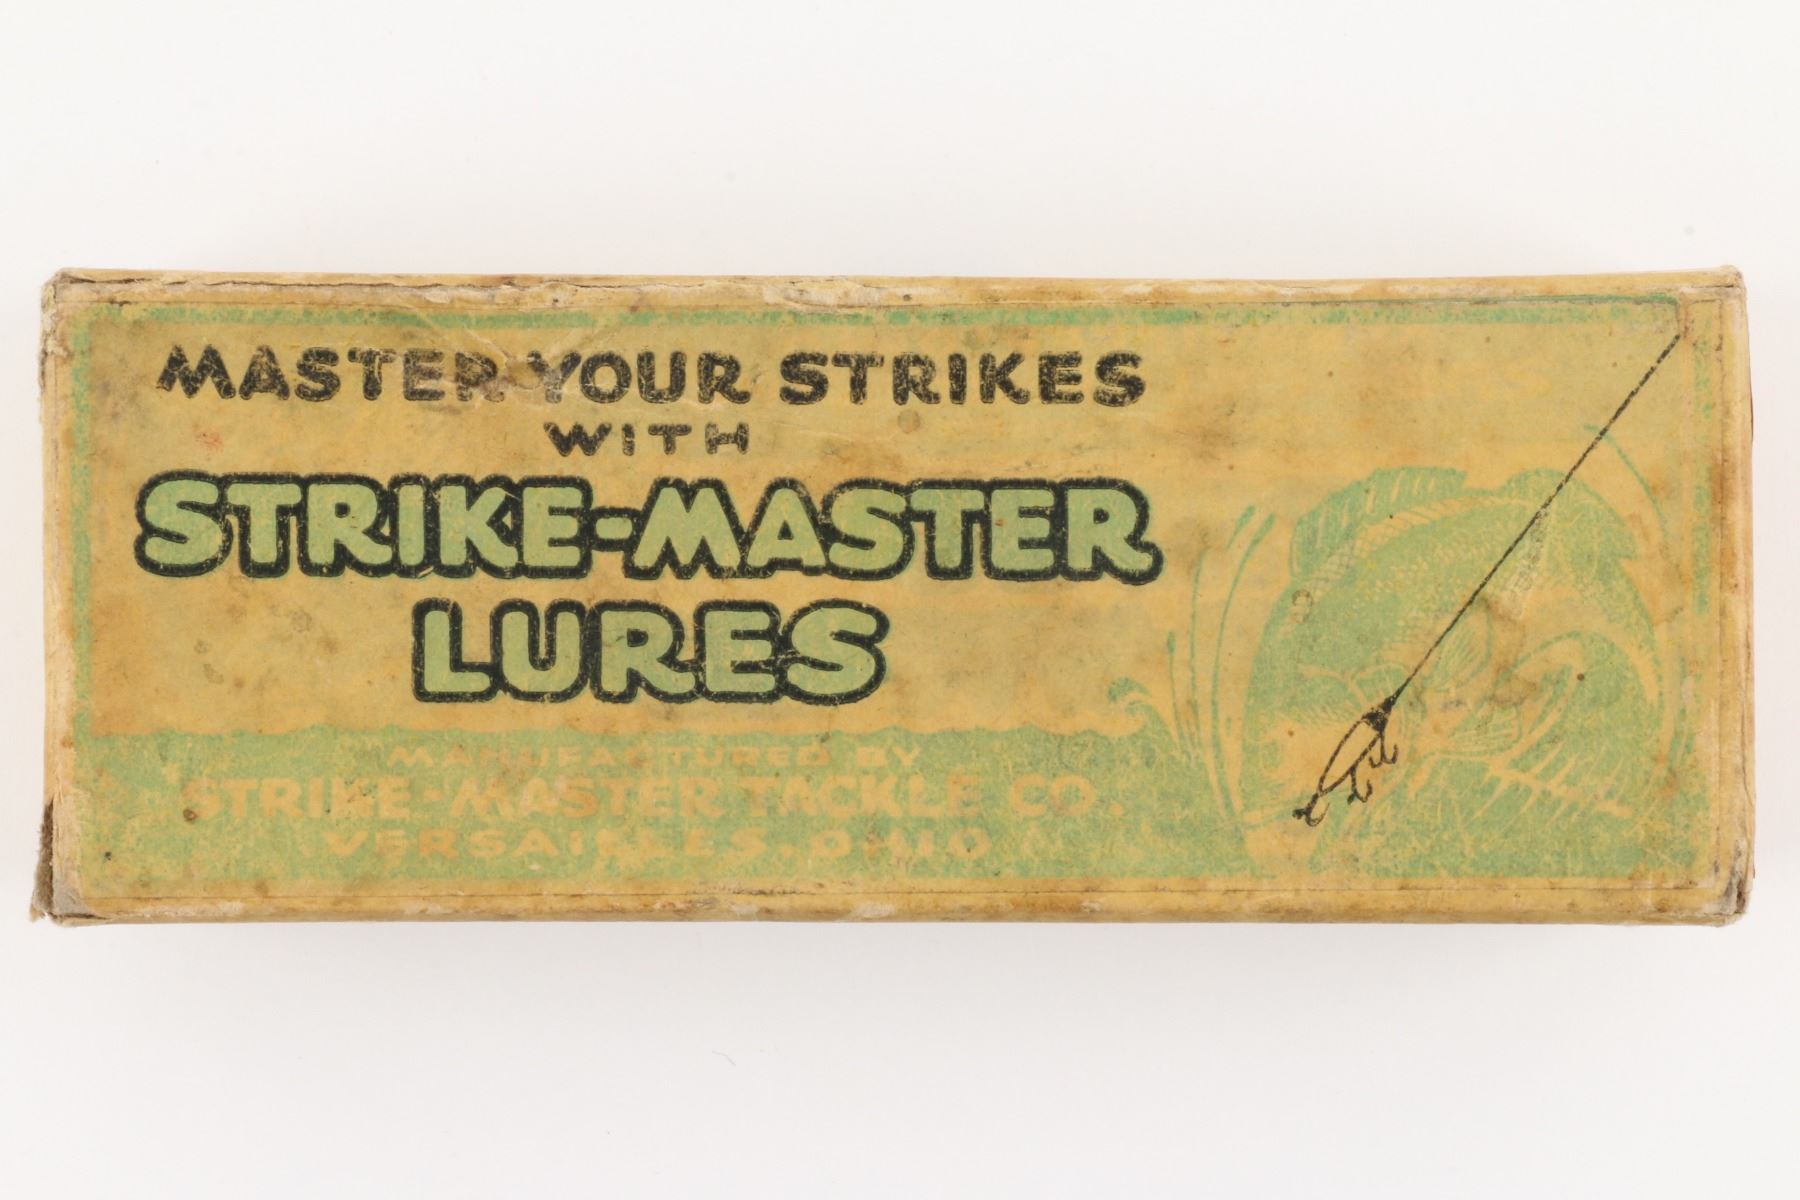 MASTER YOUR STRIKES
WITH
STRIKE-MASTER
LURES
MANUFACTURED BY
STRIKE-MASTER TACKLE CO.
VERSAILLES, OHIO